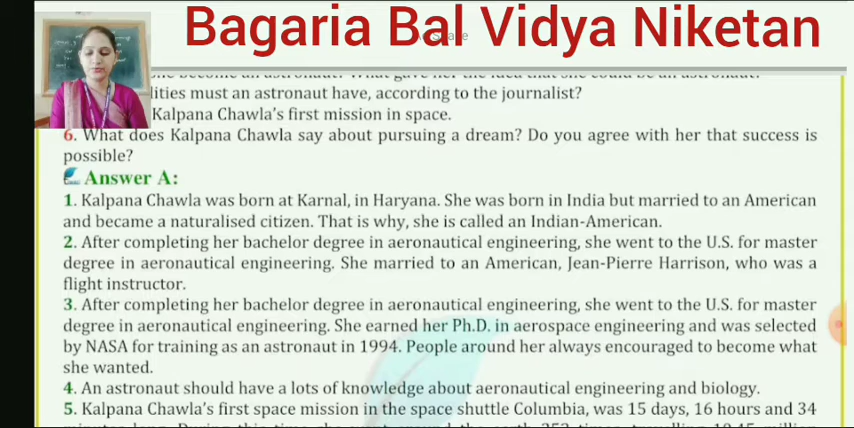 Bagaria Bal Vidya Niketan
lities must an astronaut have, according to the journalist?
Kalpana Chawla's first mission in space.
6. What does Kalpana Chawla say about pursuing a dream? Do you agree with her that success is
possible?
Answer A:
1. Kalpana Chawla was born at Karnal, in Haryana. She was born in India but married to an American
and became a naturalised citizen. That is why, she is called an Indian-American.
2. After completing her bachelor degree in aeronautical engineering, she went to the U.S. for master
degree in aeronautical engineering. She married to an American, Jean-Pierre Harrison, who was a
flight instructor.
3. After completing her bachelor degree in aeronautical engineering, she went to the U.S. for master
degree in aeronautical engineering. She earned her Ph.D. in aerospace engineering and was selected
by NASA for training as an astronaut in 1994. People around her always encouraged to become what
she wanted.
4. An astronaut should have a lots of knowledge about aeronautical engineering and biology.
5. Kalpana Chawla's first space mission in the space shuttle Columbia, was 15 days, 16 hours and 34